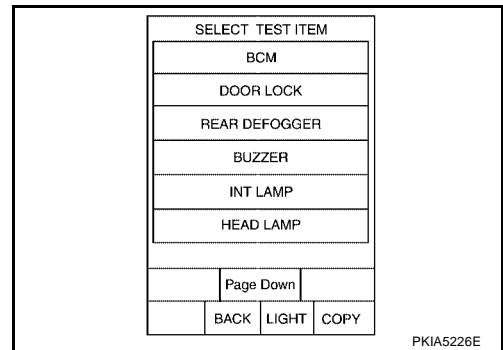 SELECT TEST ITEM
BCM
DOOR LOCK
REAR DEFOGGER
BUZZER
INT LAMP
HEAD LAMP
Page Down
BACK LIGHT COPY
PKIA5226E